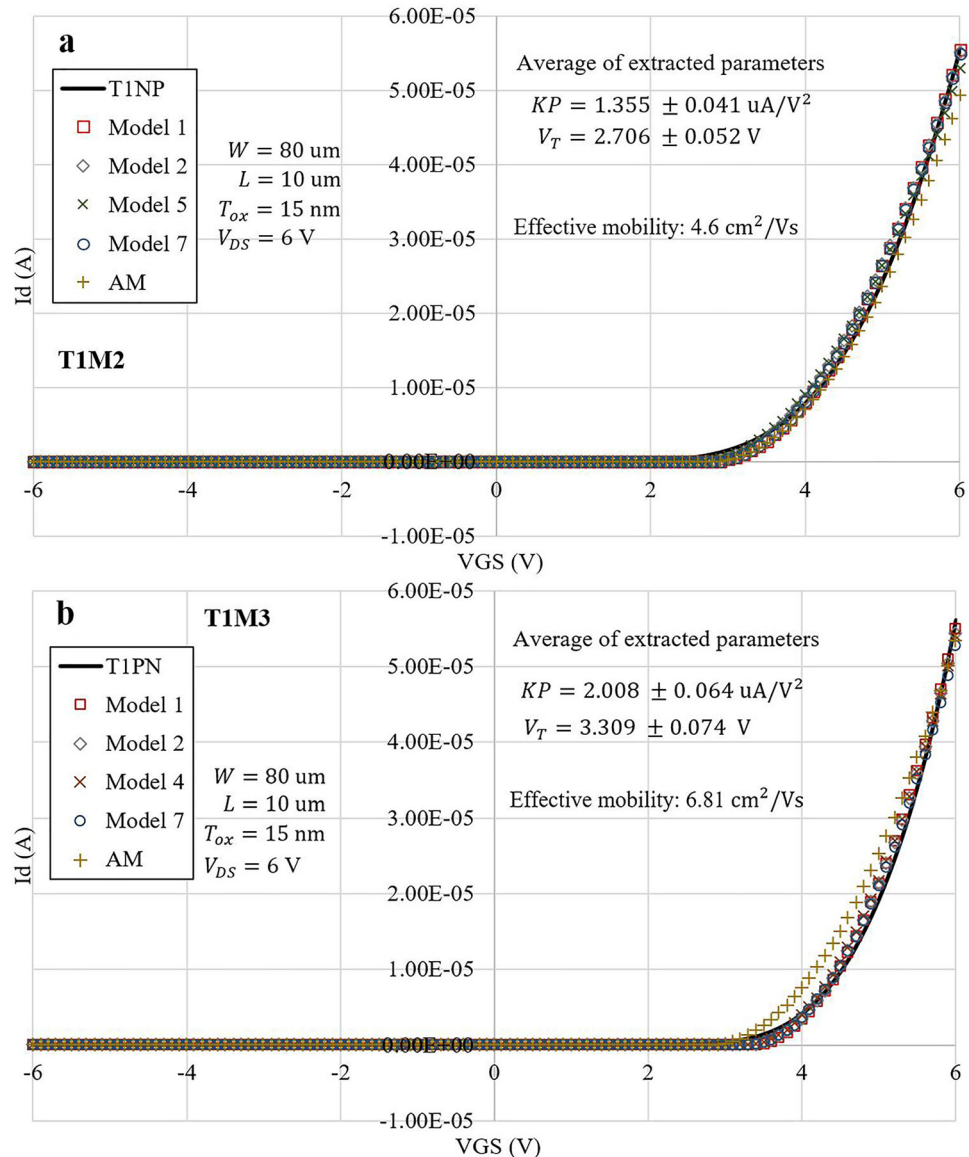 6.00E-05
a
T1NP
Model 1
Model 2
Model 5
Model 7
AM
W = 80 um
L = 10 um
T_ox = 15 nm
V_DS = 6 V
Average of extracted parameters
KP = 1.355 ± 0.041 uA/V²
V_T = 2.706 ± 0.052 V
Effective mobility: 4.6 cm²/Vs
5.00E-05
4.00E-05
3.00E-05
2.00E-05
1.00E-05
0.00E+00
-1.00E-05
Id (A)
T1M2
-6
-4
-2
0
2
4
6
VGS (V)
6.00E-05
b
T1M3
T1PN
Model 1
Model 2
Model 4
Model 7
AM
W = 80 um
L = 10 um
T_ox = 15 nm
V_DS = 6 V
Average of extracted parameters
KP = 2.008 ± 0.064 uA/V²
V_T = 3.309 ± 0.074 V
Effective mobility: 6.81 cm²/Vs
5.00E-05
4.00E-05
3.00E-05
2.00E-05
1.00E-05
0.00E+00
-1.00E-05
Id (A)
-6
-4
-2
0
2
4
6
VGS (V)